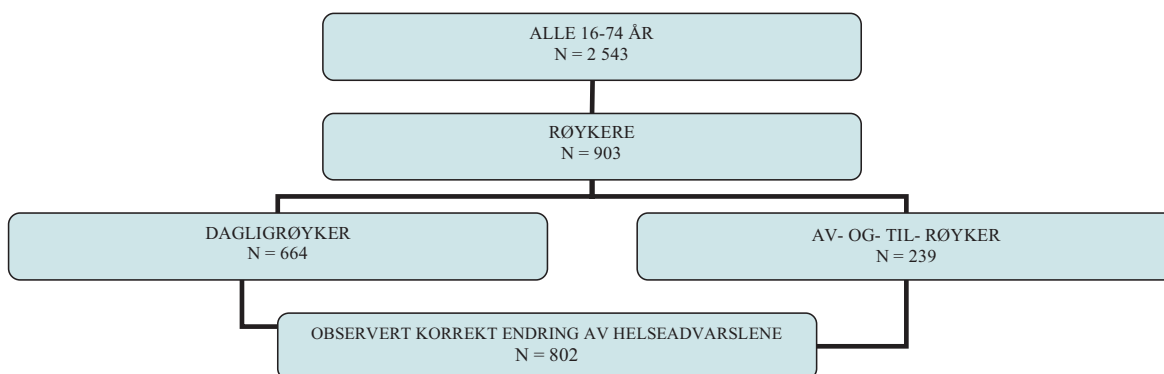 ALLE 16-74 ÅR
N = 2 543
RØYKERE
N = 903
DAGLIGRØYKER
N = 664
AV- OG- TIL- RØYKER
N = 239
OBSERVERT KORREKT ENDRING AV HELSEADVARSLENE
N = 802